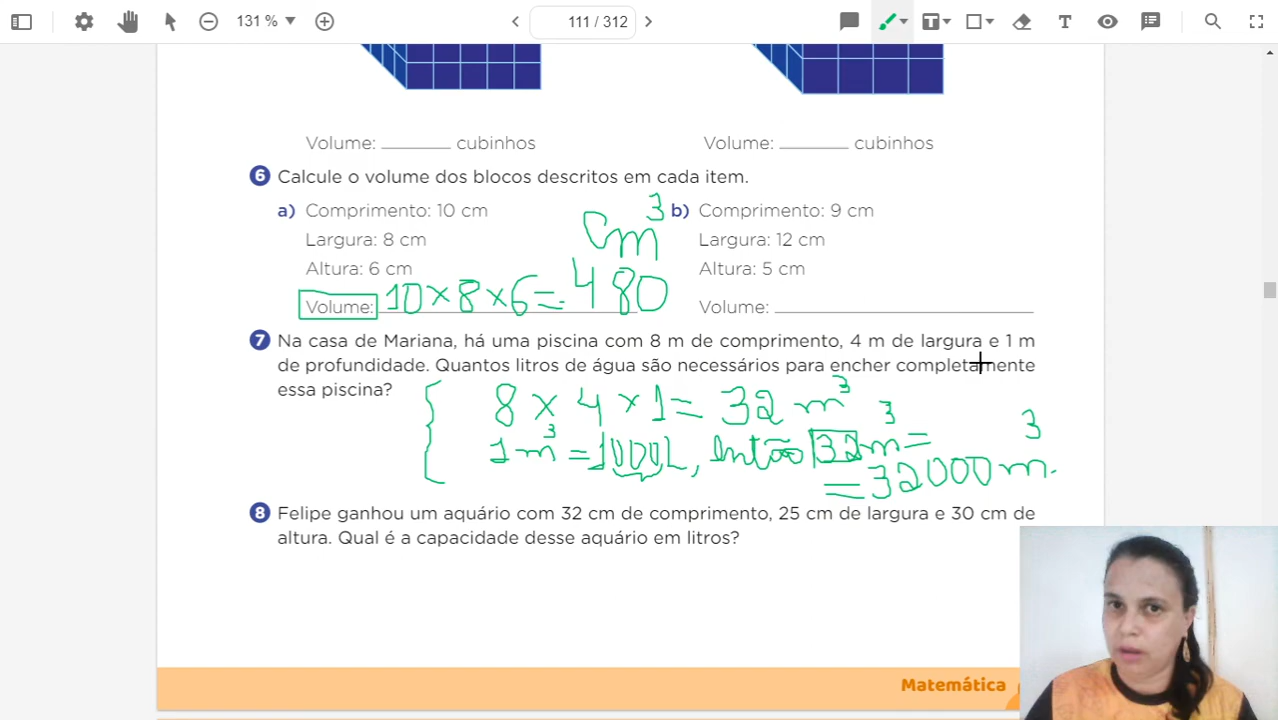 131 %
111 / 312
Volume: ______ cubinhos
Volume: ______ cubinhos
6 Calcule o volume dos blocos descritos em cada item.
a) Comprimento: 10 cm
Largura: 8 cm
Altura: 6 cm
cm³
Volume: 10 × 8 × 6 = 480
b) Comprimento: 9 cm
Largura: 12 cm
Altura: 5 cm
Volume: ______
7 Na casa de Mariana, há uma piscina com 8 m de comprimento, 4 m de largura e 1 m
de profundidade. Quantos litros de água são necessários para encher completamente
essa piscina?
8 × 4 × 1 = 32 m³
1 m³ = 1000 L, então 32 m³ =
= 32000 m³.
8 Felipe ganhou um aquário com 32 cm de comprimento, 25 cm de largura e 30 cm de
altura. Qual é a capacidade desse aquário em litros?
Matemática